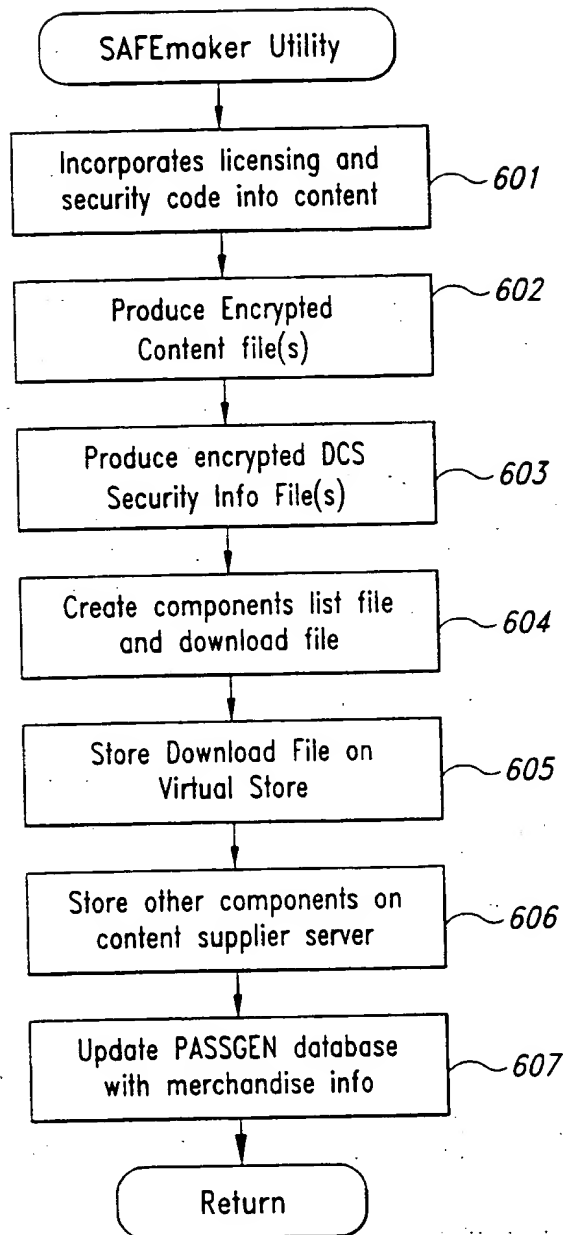 SAFEmaker Utility
Incorporates licensing and
security code into content
601
Produce Encrypted
Content file(s)
602
Produce encrypted DCS
Security Info File(s)
603
Create components list file
and download file
604
Store Download File on
Virtual Store
605
Store other components on
content supplier server
606
Update PASSGEN database
with merchandise info
607
Return